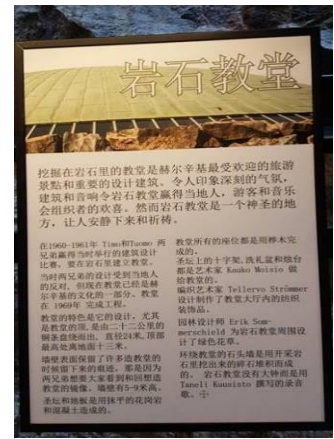 岩石教堂
挖掘在岩石里的教堂是赫尔辛基最受欢迎的旅游
景點和重要的设计建筑。令人印象深刻的气氛，
建筑和音响令岩石教堂赢得当地人，游客和音乐
会组织者的欢喜。然而岩石教堂是一个神圣的地
方，让人安静下来和祈祷。
在1960-1961年 Timo和Tuomo 两
兄弟赢得当时举行的建筑设计
比赛。要在岩石里建立教堂。
当时两兄弟的设计受到当地人
的反对，但现在教堂已经是赫
尔辛基的文化的一部分。教堂
在 1969年 完成工程。
教堂的特色是它的设计，尤其
是教堂的顶，是由二十二公里的
铜条盘绕而出，直径24米，顶部
最高处离地面十三米。
墙壁表面保留了许多造教堂的
时候留下来的痕迹，那是因为
两兄弟想要大家看到和回想造
教堂的镜像。墙壁有5-9米高。
圣坛和地板是用抹平的花岗岩
和混凝土造成的。
教堂所有的座位都是用桦木完
成的。
圣坛上的十字架，洗礼盆和烛台
都是艺术家 Kauko Moisio 做
给教堂的。
编织艺术家 Tellervo Strömmer
设计制作了教堂大厅内的纺织
装饰品。
园林设计师 Erik Som-
merschield 为岩石教堂周围设
计了绿色花草。
环绕教堂的石头墙是用开采岩
石里挖出来的碎石堆积而成
的。 岩石教堂没有大钟而是用
Taneli Kuusisto 撰写的录音
歌。